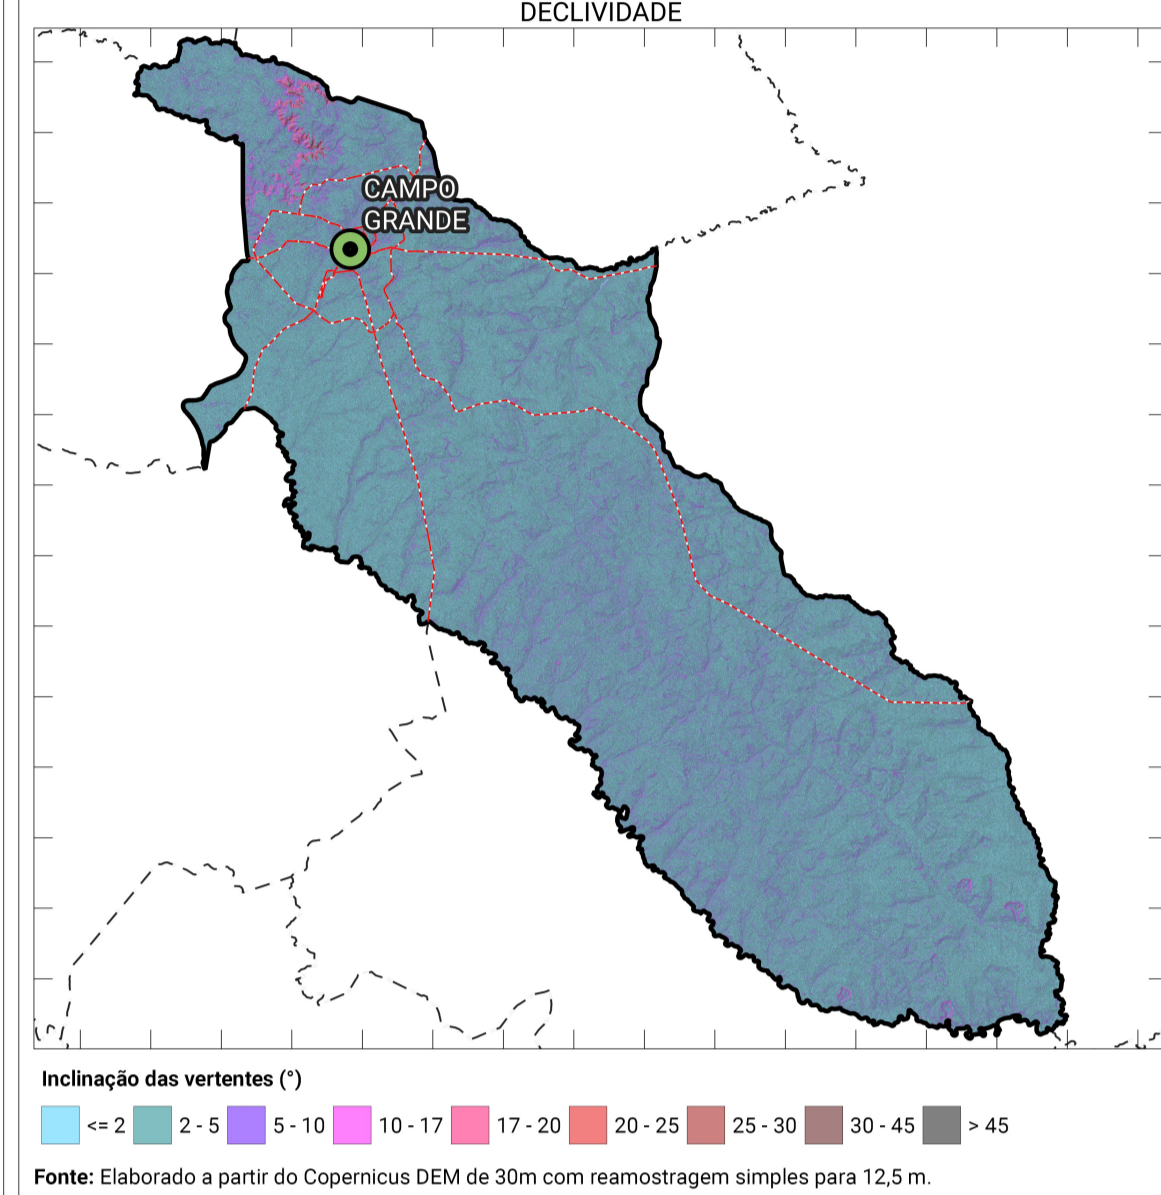 DECLIVIDADE
CAMPO
GRANDE
Inclinação das vertentes (°)
<= 2 2 - 5 5 - 10 10 - 17 17 - 20 20 - 25 25 - 30 30 - 45 > 45
Fonte: Elaborado a partir do Copernicus DEM de 30m com reamostragem simples para 12,5 m.